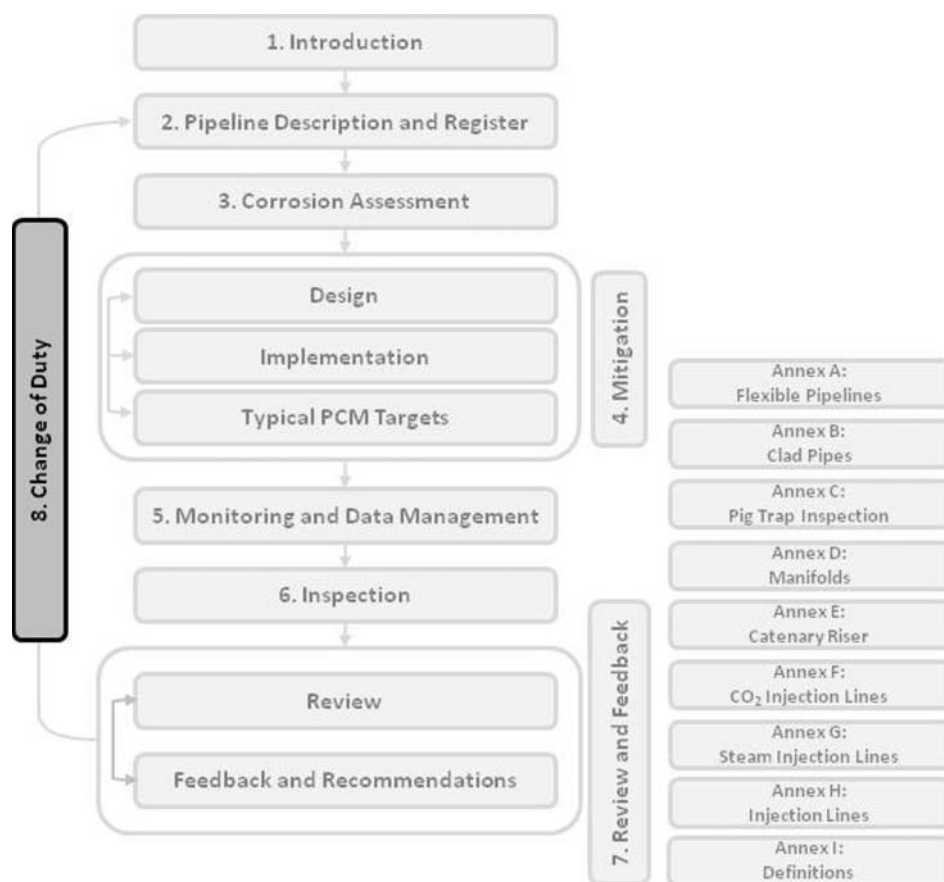 1. Introduction
2. Pipeline Description and Register
3. Corrosion Assessment
Design
Implementation
Typical PCM Targets
4. Mitigation
5. Monitoring and Data Management
6. Inspection
Review
Feedback and Recommendations
7. Review and Feedback
8. Change of Duty
Annex A:
Flexible Pipelines
Annex B:
Clad Pipes
Annex C:
Pig Trap Inspection
Annex D:
Manifolds
Annex E:
Catenary Riser
Annex F:
CO₂ Injection Lines
Annex G:
Steam Injection Lines
Annex H:
Injection Lines
Annex I:
Definitions